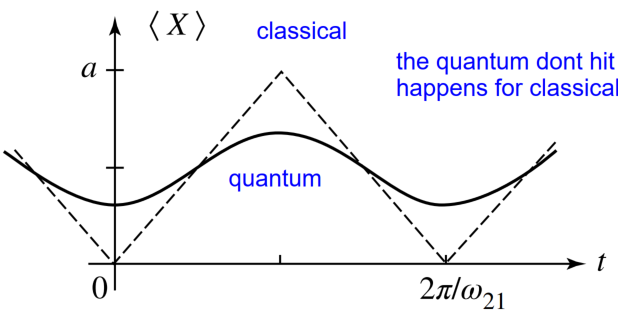 ⟨ X ⟩
classical
the quantum dont hit
happens for classical
a
quantum
t
0
2π/ω₂₁